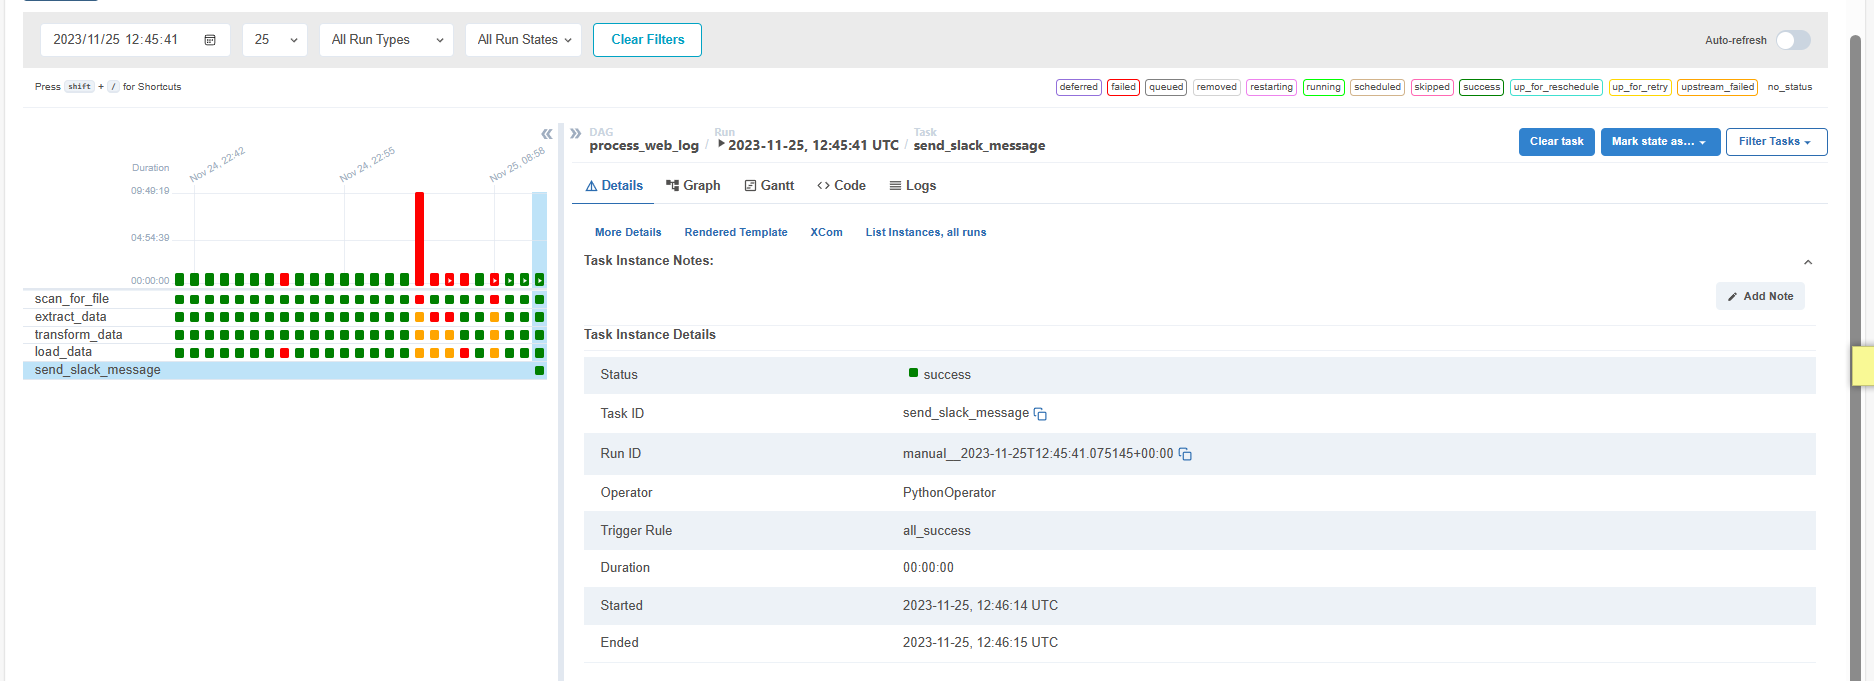 2023/11/25 12:45:41
25
All Run Types
All Run States
Clear Filters
Auto-refresh
Press shift + / for Shortcuts
deferred failed queued removed restarting running scheduled skipped success up_for_reschedule up_for_retry upstream_failed no_status
Duration
Nov 24, 22:42
Nov 24, 22:55
Nov 25, 08:58
09:49:19
04:54:39
00:00:00
scan_for_file
extract_data
transform_data
load_data
send_slack_message
DAG
process_web_log
/
Run
2023-11-25, 12:45:41 UTC
/
Task
send_slack_message
Clear task
Mark state as...
Filter Tasks
Details
Graph
Gantt
Code
Logs
More Details
Rendered Template
XCom
List Instances, all runs
Task Instance Notes:
Add Note
Task Instance Details
Status success
Task ID send_slack_message
Run ID manual__2023-11-25T12:45:41.075145+00:00
Operator PythonOperator
Trigger Rule all_success
Duration 00:00:00
Started 2023-11-25, 12:46:14 UTC
Ended 2023-11-25, 12:46:15 UTC